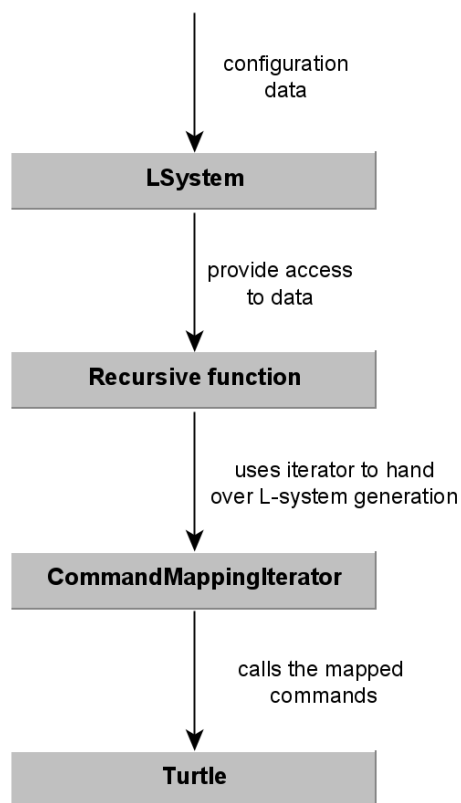 configuration
data
LSystem
provide access
to data
Recursive function
uses iterator to hand
over L-system generation
CommandMappingIterator
calls the mapped
commands
Turtle